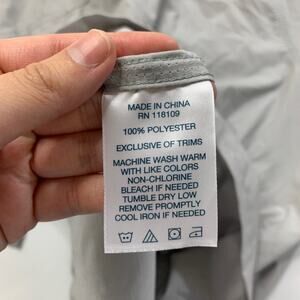 MADE IN CHINA
RN 118109
100% POLYESTER
EXCLUSIVE OF TRIMS
MACHINE WASH WARM
WITH LIKE COLORS
NON-CHLORINE
BLEACH IF NEEDED
TUMBLE DRY LOW
REMOVE PROMPTLY
COOL IRON IF NEEDED